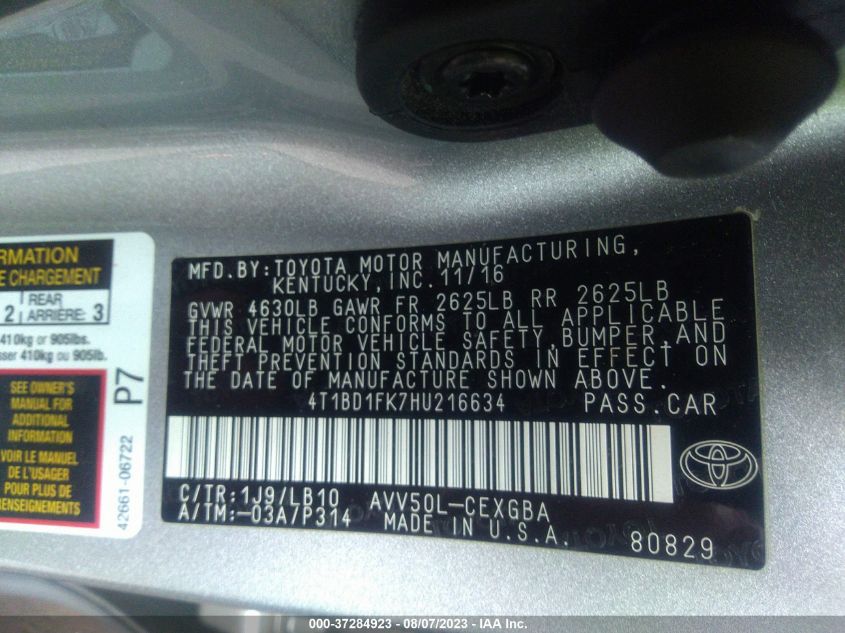 RMATION
E CHARGEMENT
2 REAR ARRIÈRE: 3
410kg or 905lbs.
sser 410kg ou 905lb.
SEE OWNER'S
MANUAL FOR
ADDITIONAL
INFORMATION
VOIR LE MANUEL
DE L'USAGER
POUR PLUS DE
RENSEIGNEMENTS
P7
42661-06722
MFD.BY:TOYOTA MOTOR MANUFACTURING,
KENTUCKY, INC.11/16
GVWR 4630LB GAWR FR 2625LB RR 2625LB
THIS VEHICLE CONFORMS TO ALL APPLICABLE
FEDERAL MOTOR VEHICLE SAFETY,BUMPER,AND
THEFT PREVENTION STANDARDS IN EFFECT ON
THE DATE OF MANUFACTURE SHOWN ABOVE.
4T1BD1FK7HU216634 PASS.CAR
C/TR:1J9/LB10 AVV50L-CEXGBA
A/TM:-03A/P314 MADE IN U.S.A. 80829
000-37284923 - 08/07/2023 - IAA Inc.